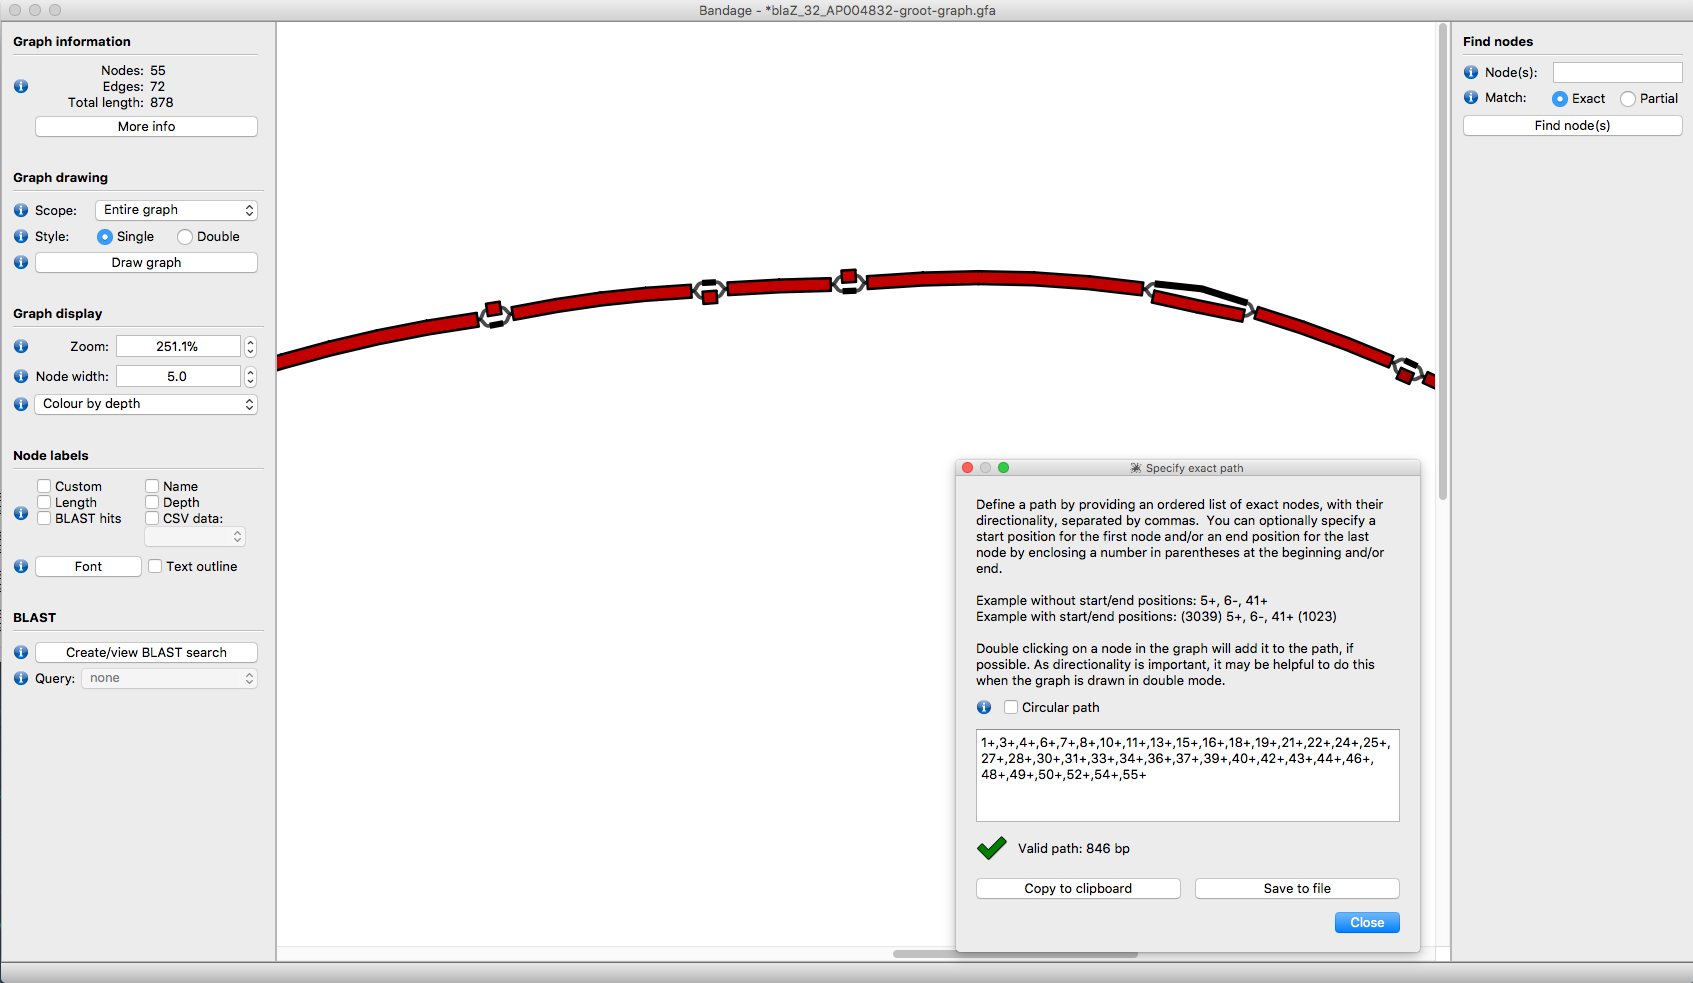 Bandage - *blaZ_32_AP004832-groot-graph.gfa
Graph information
Nodes: 55
Edges: 72
Total length: 878
More info
Graph drawing
Scope: Entire graph
Style: Single Double
Draw graph
Graph display
Zoom: 251.1%
Node width: 5.0
Colour by depth
Node labels
Custom Name
Length Depth
BLAST hits CSV data:
Font Text outline
BLAST
Create/view BLAST search
Query: none
Find nodes
Node(s):
Match: Exact Partial
Find node(s)
Specify exact path
Define a path by providing an ordered list of exact nodes, with their
directionality, separated by commas. You can optionally specify a
start position for the first node and/or an end position for the last
node by enclosing a number in parentheses at the beginning and/or
end.
Example without start/end positions: 5+, 6-, 41+
Example with start/end positions: (3039) 5+, 6-, 41+ (1023)
Double clicking on a node in the graph will add it to the path, if
possible. As directionality is important, it may be helpful to do this
when the graph is drawn in double mode.
Circular path
1+,3+,4+,6+,7+,8+,10+,11+,13+,15+,16+,18+,19+,21+,22+,24+,25+,
27+,28+,30+,31+,33+,34+,36+,37+,39+,40+,42+,43+,44+,46+,
48+,49+,50+,52+,54+,55+
Valid path: 846 bp
Copy to clipboard Save to file
Close